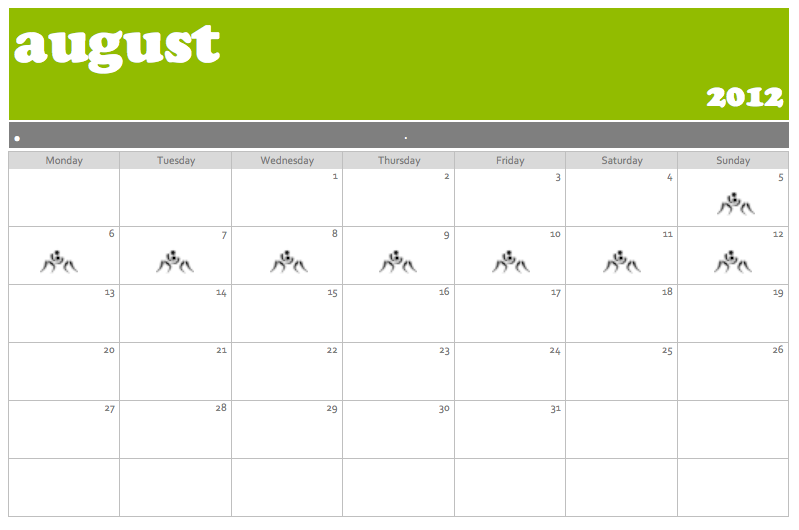 august
2012
Monday Tuesday Wednesday Thursday Friday Saturday Sunday
1 2 3 4 5
6 7 8 9 10 11 12
13 14 15 16 17 18 19
20 21 22 23 24 25 26
27 28 29 30 31